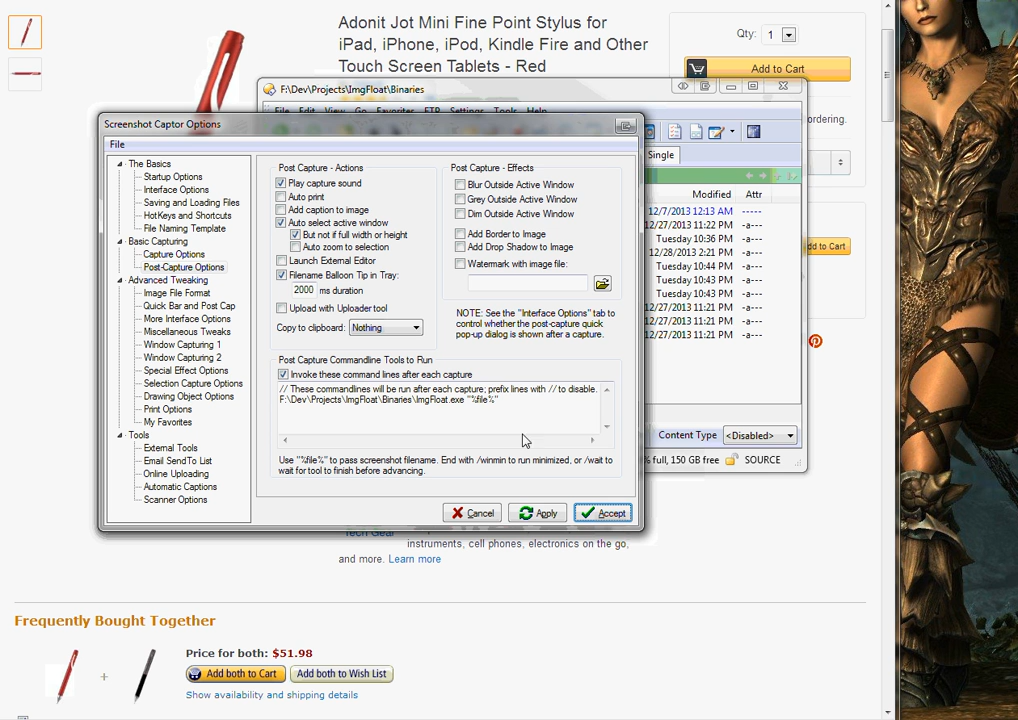 Adonit Jot Mini Fine Point Stylus for
iPad, iPhone, iPod, Kindle Fire and Other
Touch Screen Tablets - Red
Qty: 1
Add to Cart
ordering.
dd to Cart
F:\Dev\Projects\ImgFloat\Binaries
File Edit View Go Favorites FTP Settings Tools Help
Single
Modified Attr
12/7/2013 12:13 AM -----
12/27/2013 11:22 PM -a---
Tuesday 10:36 PM -a---
12/28/2013 2:21 PM -a---
Tuesday 10:44 PM -a---
Tuesday 10:43 PM -a---
Tuesday 10:43 PM -a---
12/27/2013 11:21 PM -a---
12/27/2013 11:21 PM -a---
12/27/2013 11:21 PM -a---
Content Type <Disabled>
% full, 150 GB free SOURCE
Screenshot Captor Options
File
The Basics
Startup Options
Interface Options
Saving and Loading Files
HotKeys and Shortcuts
File Naming Template
Basic Capturing
Capture Options
Post-Capture Options
Advanced Tweaking
Image File Format
Quick Bar and Post Cap
More Interface Options
Miscellaneous Tweaks
Window Capturing 1
Window Capturing 2
Special Effect Options
Selection Capture Options
Drawing Object Options
Print Options
My Favorites
Tools
External Tools
Email SendTo List
Online Uploading
Automatic Captions
Scanner Options
Post Capture - Actions
Play capture sound
Auto print
Add caption to image
Auto select active window
But not if full width or height
Auto zoom to selection
Launch External Editor
Filename Balloon Tip in Tray:
2000 ms duration
Upload with Uploader tool
Copy to clipboard: Nothing
Post Capture - Effects
Blur Outside Active Window
Grey Outside Active Window
Dim Outside Active Window
Add Border to Image
Add Drop Shadow to Image
Watermark with image file:
NOTE: See the "Interface Options" tab to
control whether the post-capture quick
pop-up dialog is shown after a capture.
Post Capture Commandline Tools to Run
Invoke these command lines after each capture
// These commandlines will be run after each capture; prefix lines with // to disable.
F:\Dev\Projects\ImgFloat\Binaries\ImgFloat.exe "%file%"
Use "%file%" to pass screenshot filename. End with /winmin to run minimized, or /wait to
wait for tool to finish before advancing.
Cancel Apply Accept
Tech Gear
instruments, cell phones, electronics on the go,
and more. Learn more
Frequently Bought Together
Price for both: $51.98
+
Add both to Cart Add both to Wish List
Show availability and shipping details